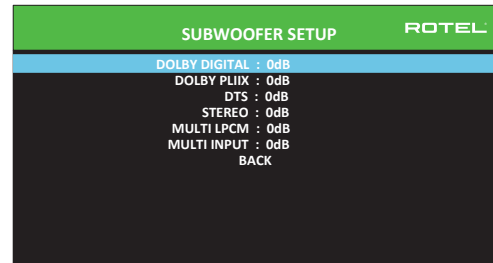 SUBWOOFER SETUP
ROTEL
DOLBY DIGITAL : 0dB
DOLBY PLIIX : 0dB
DTS : 0dB
STEREO : 0dB
MULTI LPCM : 0dB
MULTI INPUT : 0dB
BACK